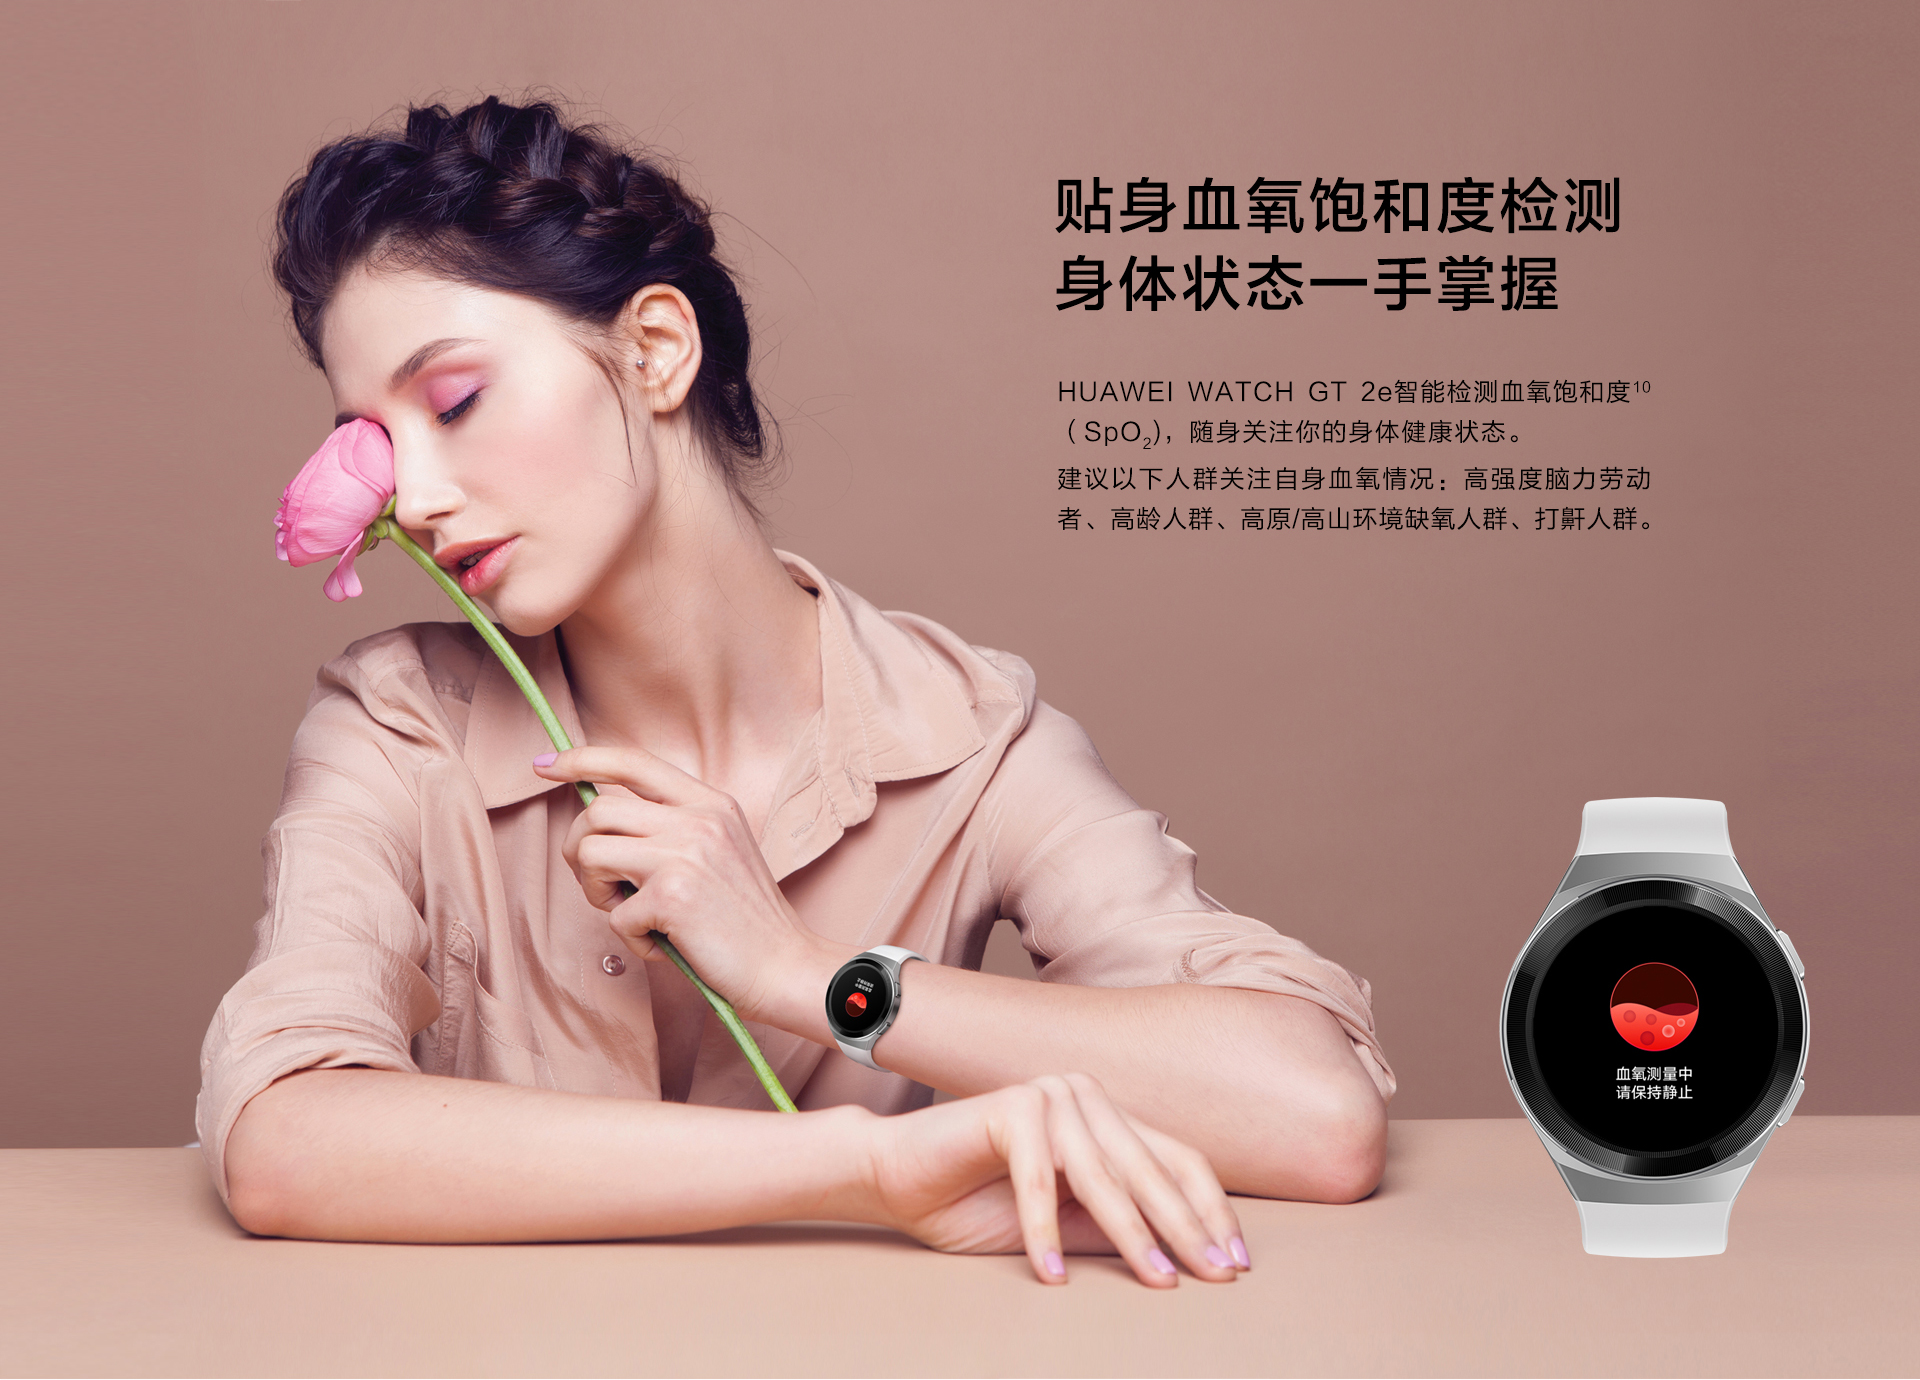 贴身血氧饱和度检测
身体状态一手掌握
HUAWEI WATCH GT 2e智能检测血氧饱和度10
（SpO2)，随身关注你的身体健康状态。
建议以下人群关注自身血氧情况：高强度脑力劳动
者、高龄人群、高原/高山环境缺氧人群、打鼾人群。
血氧测量中
请保持静止